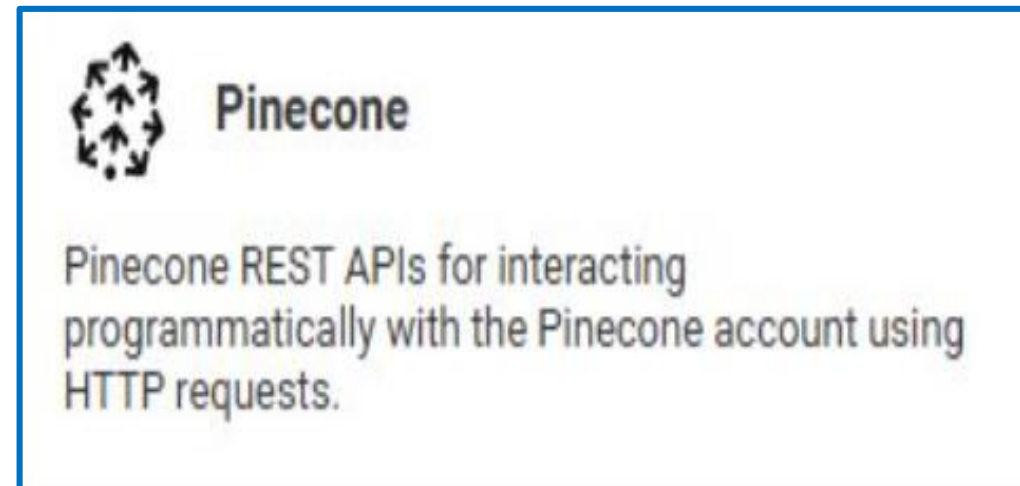 Pinecone
Pinecone REST APIs for interacting
programmatically with the Pinecone account using
HTTP requests.